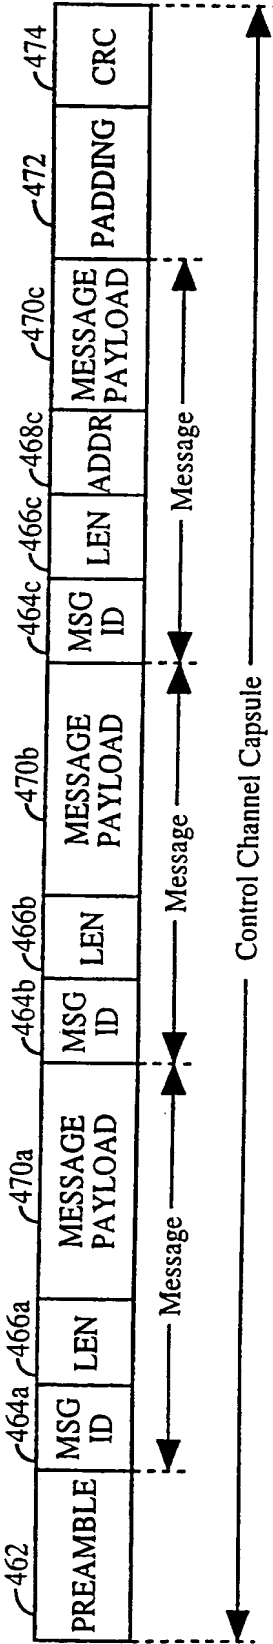 462
464a
466a
470a
464b
466b
470b
464c
466c
468c
470c
472
474
PREAMBLE
MSG
ID
LEN
MESSAGE
PAYLOAD
MSG
ID
LEN
MESSAGE
PAYLOAD
MSG
ID
LEN
ADDR
MESSAGE
PAYLOAD
PADDING
CRC
Message
Message
Message
Control Channel Capsule